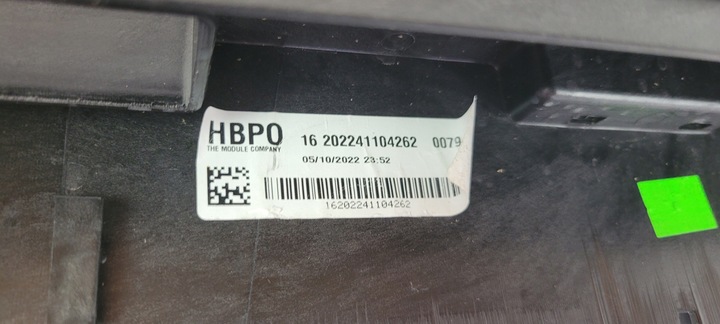 HBPO 16 202241104262 0079
THE MODULE COMPANY
05/10/2022 23:52
16202241104262